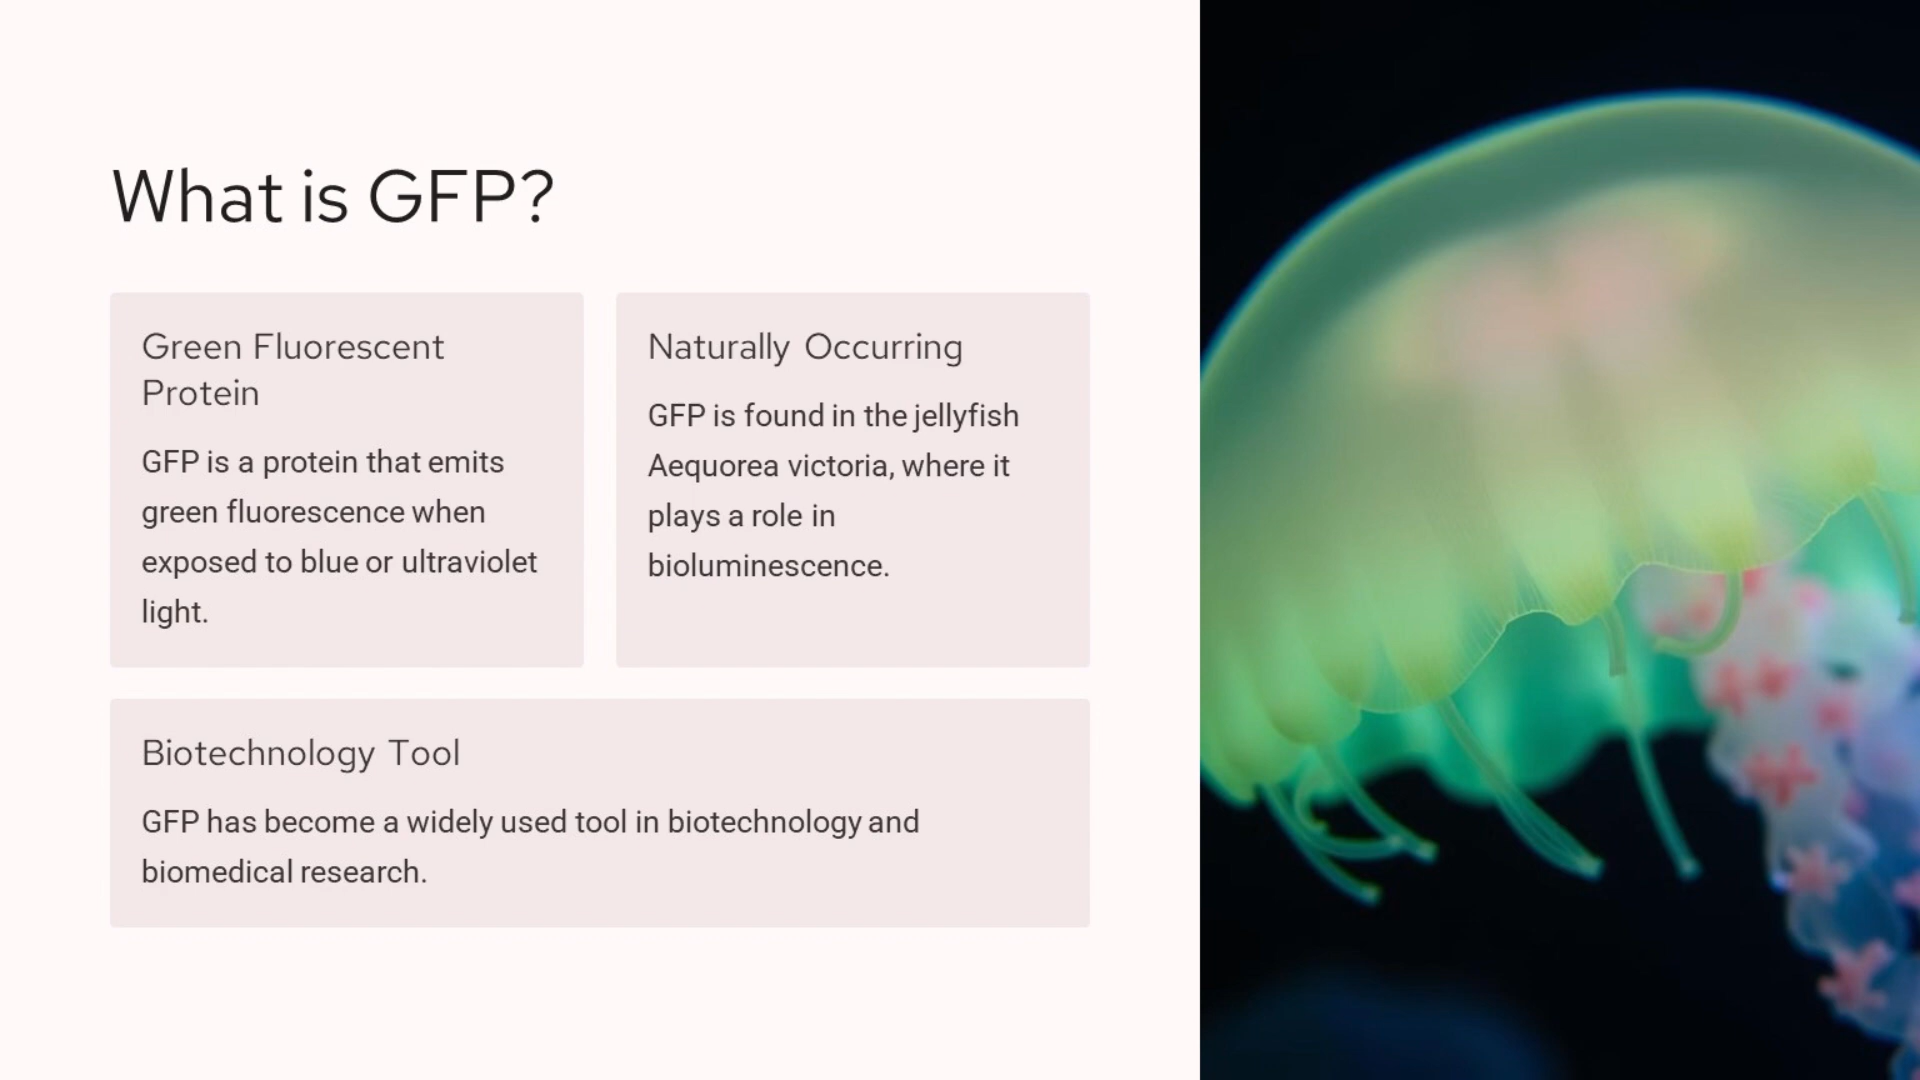 What is GFP?
Green Fluorescent
Protein
GFP is a protein that emits
green fluorescence when
exposed to blue or ultraviolet
light.
Naturally Occurring
GFP is found in the jellyfish
Aequorea victoria, where it
plays a role in
bioluminescence.
Biotechnology Tool
GFP has become a widely used tool in biotechnology and
biomedical research.